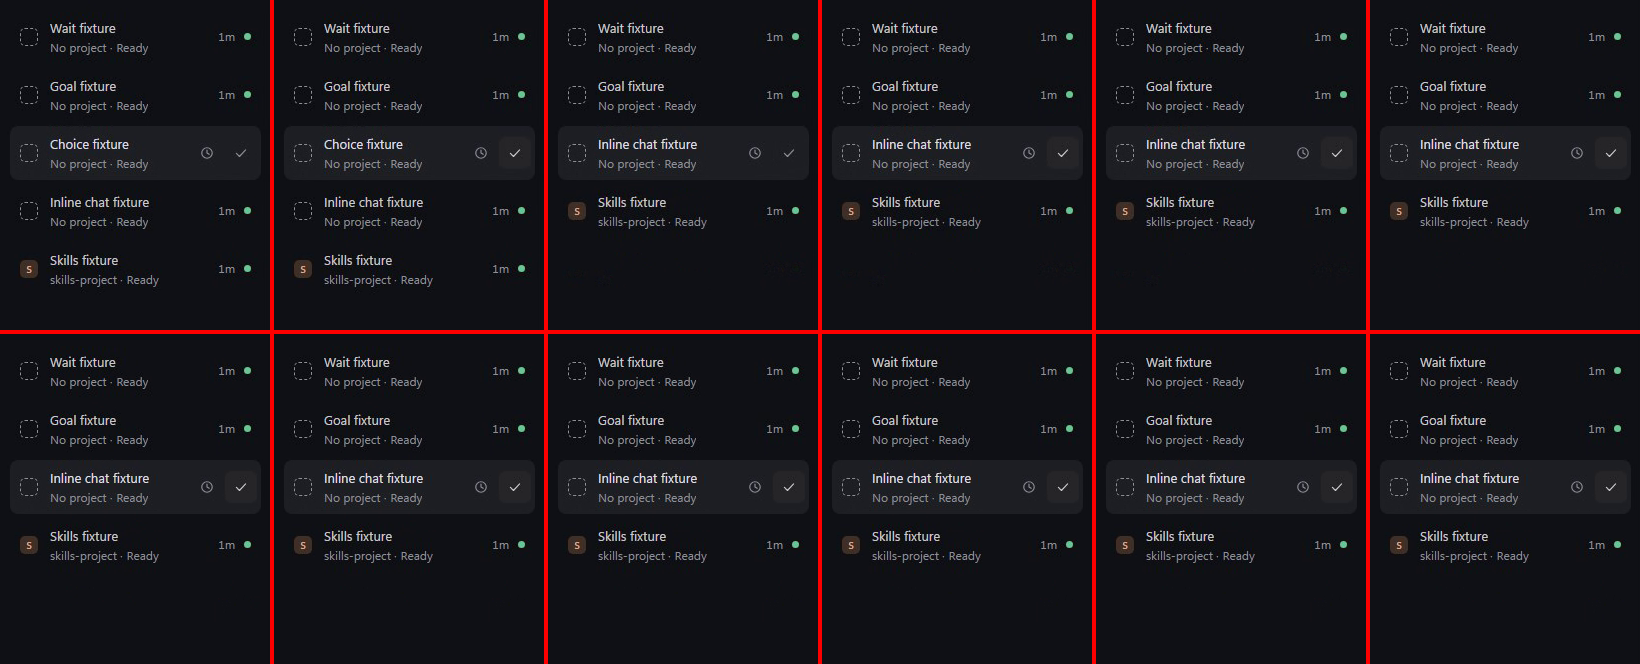 Wait fixture
No project · Ready
1m
Goal fixture
No project · Ready
1m
Choice fixture
No project · Ready
Inline chat fixture
No project · Ready
1m
S
Skills fixture
skills-project · Ready
1m
Wait fixture
No project · Ready
1m
Goal fixture
No project · Ready
1m
Choice fixture
No project · Ready
Inline chat fixture
No project · Ready
1m
S
Skills fixture
skills-project · Ready
1m
Wait fixture
No project · Ready
1m
Goal fixture
No project · Ready
1m
Inline chat fixture
No project · Ready
S
Skills fixture
skills-project · Ready
1m
Wait fixture
No project · Ready
1m
Goal fixture
No project · Ready
1m
Inline chat fixture
No project · Ready
S
Skills fixture
skills-project · Ready
1m
Wait fixture
No project · Ready
1m
Goal fixture
No project · Ready
1m
Inline chat fixture
No project · Ready
S
Skills fixture
skills-project · Ready
1m
Wait fixture
No project · Ready
1m
Goal fixture
No project · Ready
1m
Inline chat fixture
No project · Ready
S
Skills fixture
skills-project · Ready
1m
Wait fixture
No project · Ready
1m
Goal fixture
No project · Ready
1m
Inline chat fixture
No project · Ready
S
Skills fixture
skills-project · Ready
1m
Wait fixture
No project · Ready
1m
Goal fixture
No project · Ready
1m
Inline chat fixture
No project · Ready
S
Skills fixture
skills-project · Ready
1m
Wait fixture
No project · Ready
1m
Goal fixture
No project · Ready
1m
Inline chat fixture
No project · Ready
S
Skills fixture
skills-project · Ready
1m
Wait fixture
No project · Ready
1m
Goal fixture
No project · Ready
1m
Inline chat fixture
No project · Ready
S
Skills fixture
skills-project · Ready
1m
Wait fixture
No project · Ready
1m
Goal fixture
No project · Ready
1m
Inline chat fixture
No project · Ready
S
Skills fixture
skills-project · Ready
1m
Wait fixture
No project · Ready
1m
Goal fixture
No project · Ready
1m
Inline chat fixture
No project · Ready
S
Skills fixture
skills-project · Ready
1m